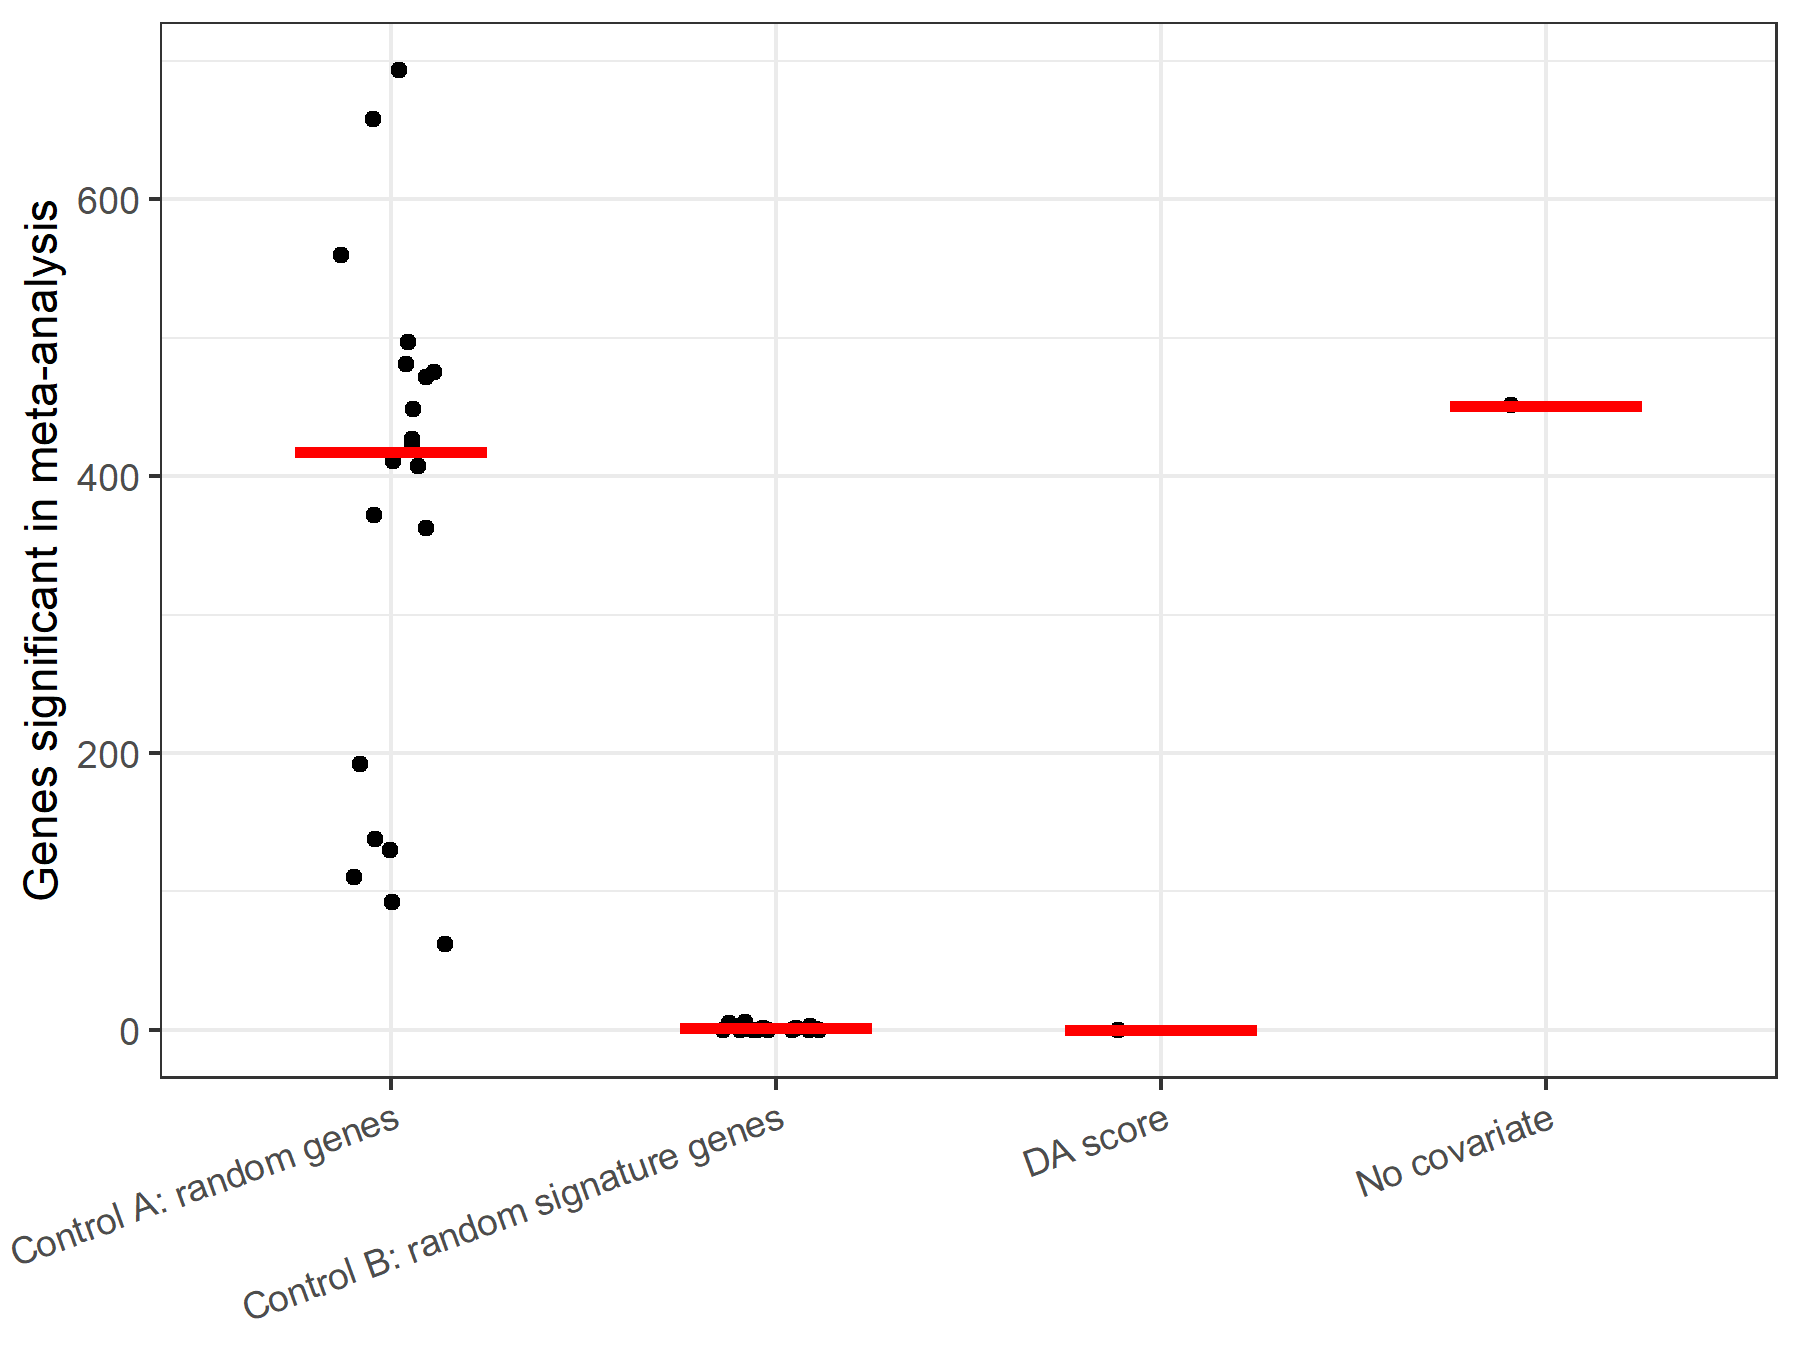 Genes significant in meta-analysis
600
400
200
0
Control A: random genes
Control B: random signature genes
DA score
No covariate